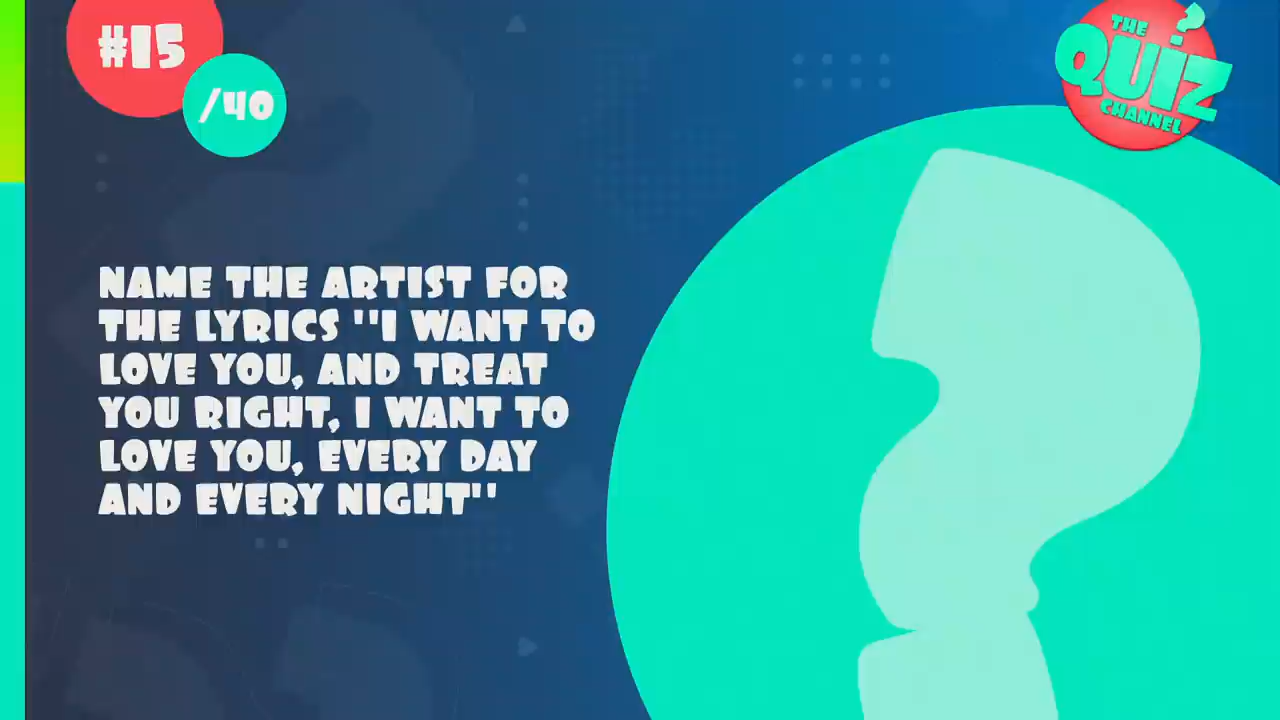 #15
/40
THE
QUIZ
CHANNEL
NAME THE ARTIST FOR
THE LYRICS "I WANT TO
LOVE YOU, AND TREAT
YOU RIGHT, I WANT TO
LOVE YOU, EVERY DAY
AND EVERY NIGHT"